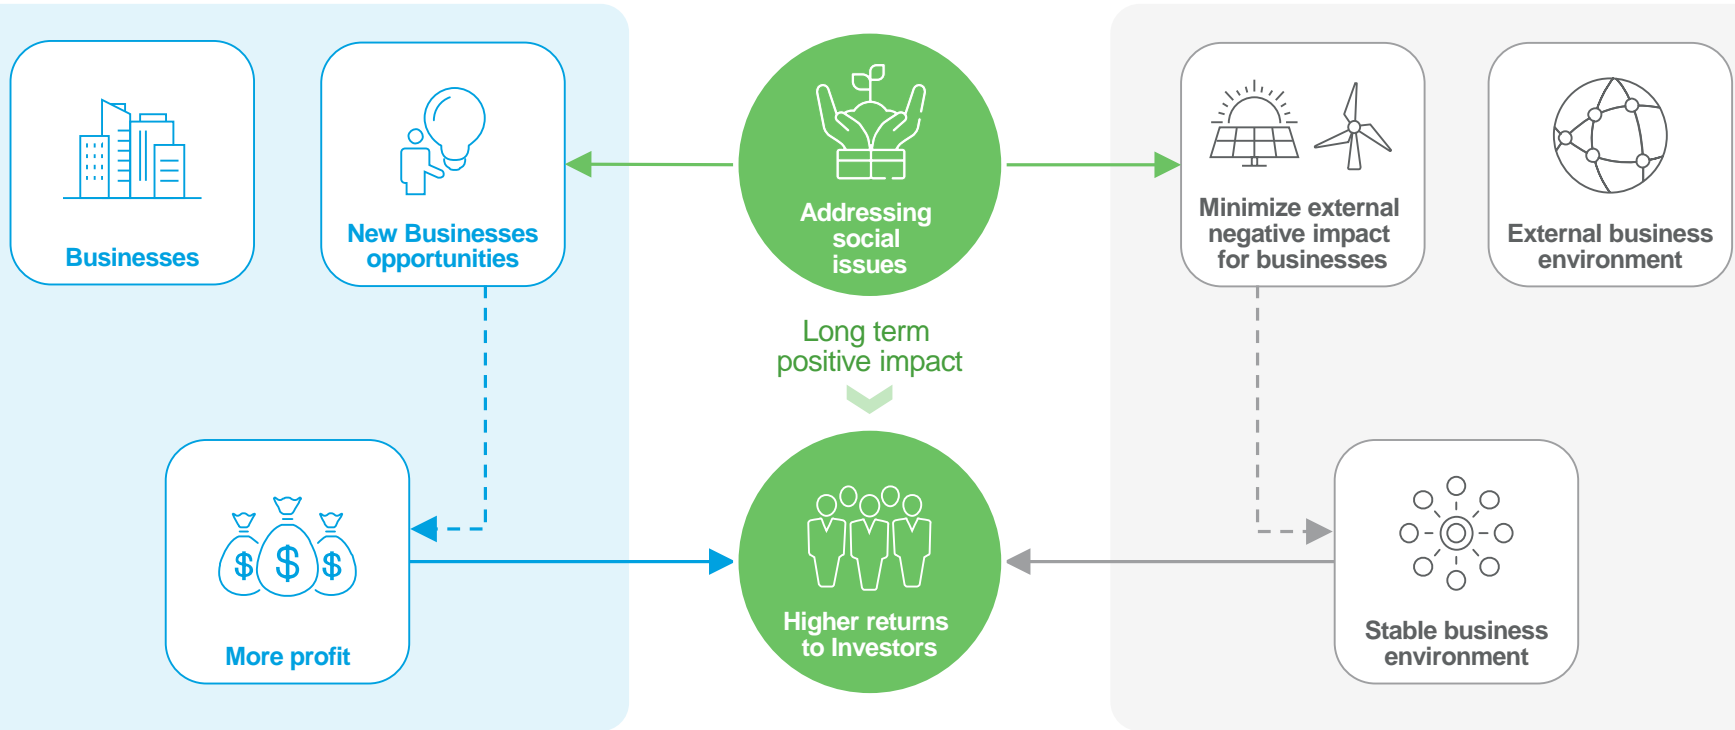 Businesses
New Businesses
opportunities
Addressing
social
issues
Minimize external
negative impact
for businesses
External business
environment
Long term
positive impact
$ $ $
More profit
Higher returns
to Investors
Stable business
environment